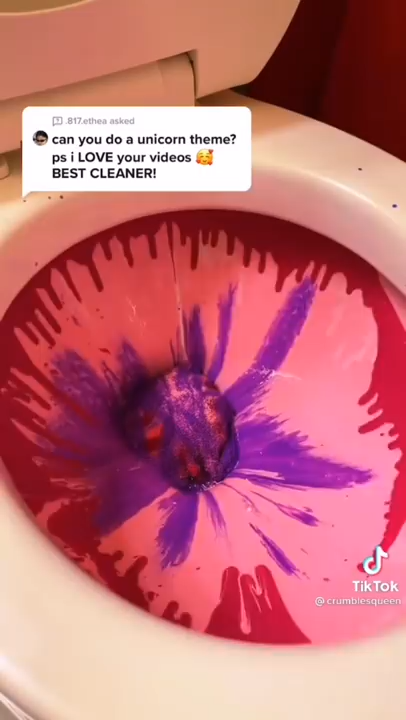 .817.ethea asked
can you do a unicorn theme?
ps i LOVE your videos 🥰
BEST CLEANER!
TikTok
@crumblesqueen